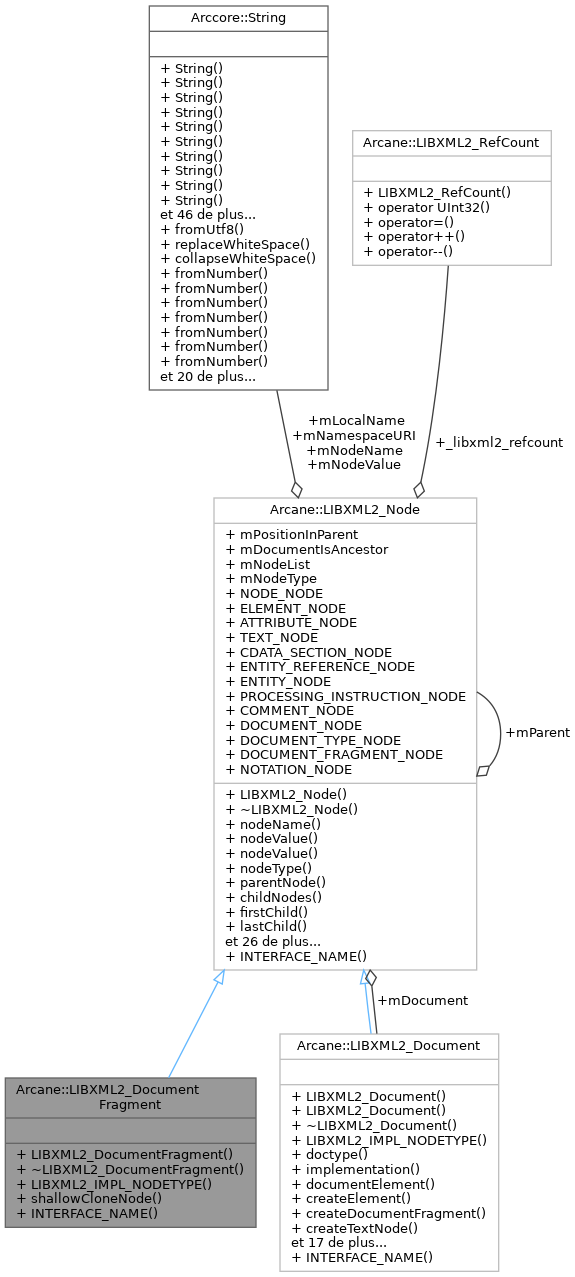 Arccore::String
+ String()
+ String()
+ String()
+ String()
+ String()
+ String()
+ String()
+ String()
+ String()
+ String()
et 46 de plus...
+ fromUtf8()
+ replaceWhiteSpace()
+ collapseWhiteSpace()
+ fromNumber()
+ fromNumber()
+ fromNumber()
+ fromNumber()
+ fromNumber()
+ fromNumber()
+ fromNumber()
et 20 de plus...
Arcane::LIBXML2_RefCount
+ LIBXML2_RefCount()
+ operator UInt32()
+ operator=()
+ operator++()
+ operator--()
+mLocalName
+mNamespaceURI
+mNodeName
+mNodeValue
+_libxml2_refcount
Arcane::LIBXML2_Node
+ mPositionInParent
+ mDocumentIsAncestor
+ mNodeList
+ mNodeType
+ NODE_NODE
+ ELEMENT_NODE
+ ATTRIBUTE_NODE
+ TEXT_NODE
+ CDATA_SECTION_NODE
+ ENTITY_REFERENCE_NODE
+ ENTITY_NODE
+ PROCESSING_INSTRUCTION_NODE
+ COMMENT_NODE
+ DOCUMENT_NODE
+ DOCUMENT_TYPE_NODE
+ DOCUMENT_FRAGMENT_NODE
+ NOTATION_NODE
+ LIBXML2_Node()
+ ~LIBXML2_Node()
+ nodeName()
+ nodeValue()
+ nodeValue()
+ nodeType()
+ parentNode()
+ childNodes()
+ firstChild()
+ lastChild()
et 26 de plus...
+ INTERFACE_NAME()
+mParent
+mDocument
Arcane::LIBXML2_Document
Fragment
+ LIBXML2_DocumentFragment()
+ ~LIBXML2_DocumentFragment()
+ LIBXML2_IMPL_NODETYPE()
+ shallowCloneNode()
+ INTERFACE_NAME()
Arcane::LIBXML2_Document
+ LIBXML2_Document()
+ LIBXML2_Document()
+ ~LIBXML2_Document()
+ LIBXML2_IMPL_NODETYPE()
+ doctype()
+ implementation()
+ documentElement()
+ createElement()
+ createDocumentFragment()
+ createTextNode()
et 17 de plus...
+ INTERFACE_NAME()